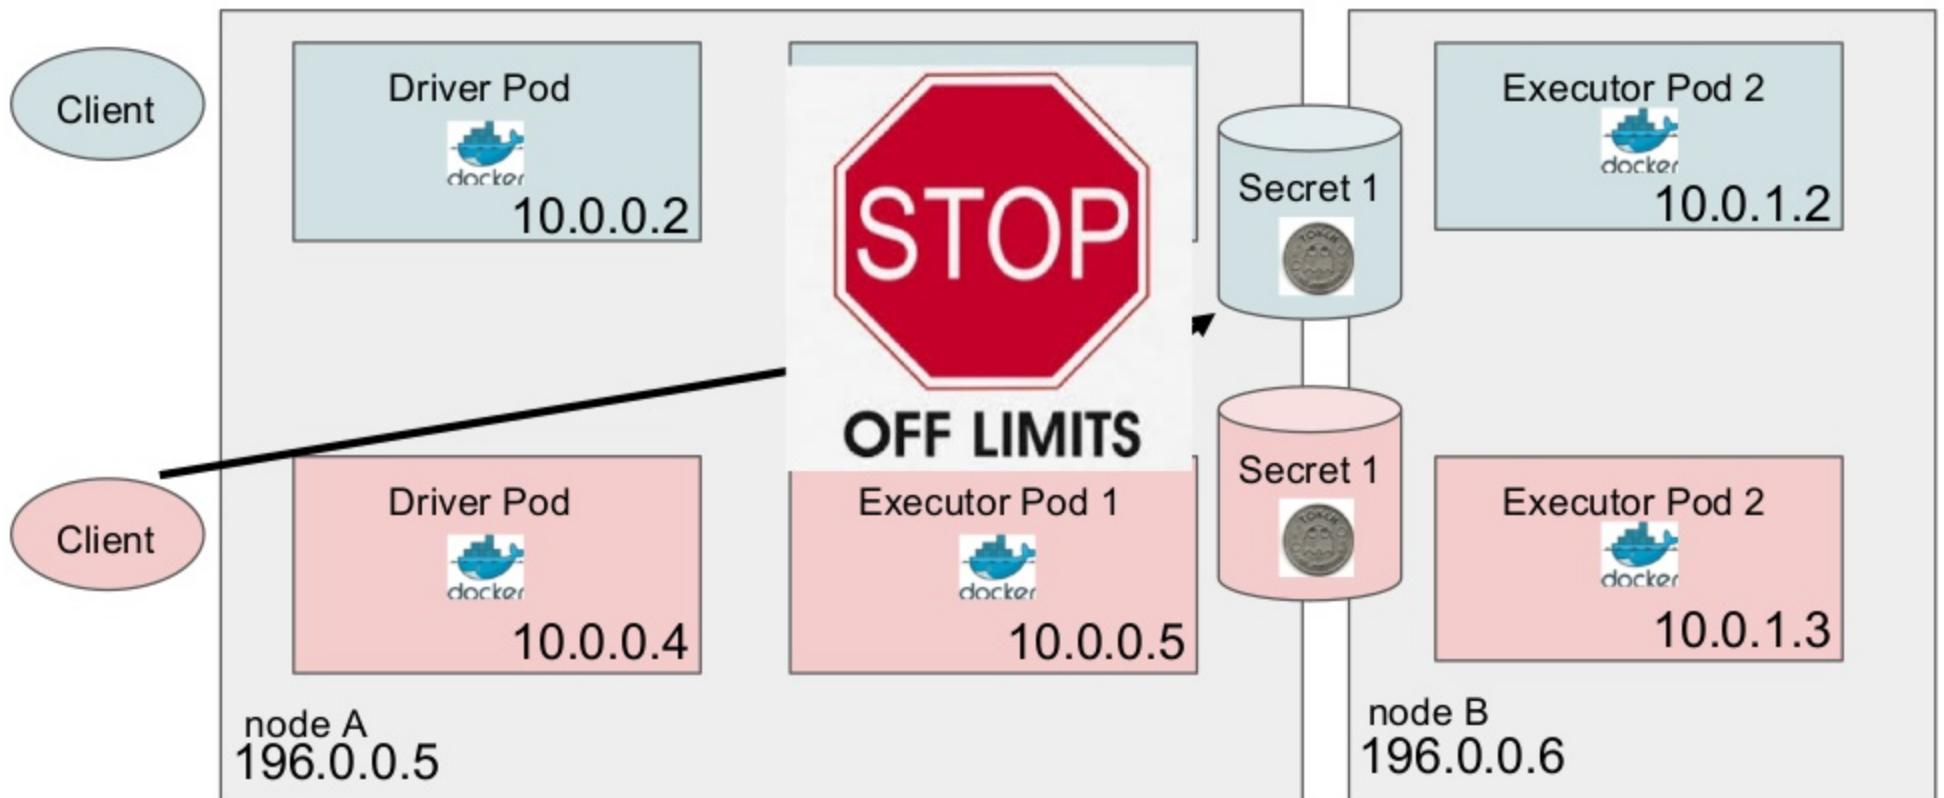 Client
Driver Pod
docker
10.0.0.2
STOP
OFF LIMITS
Secret 1
TOKEN
Executor Pod 2
docker
10.0.1.2
Client
Driver Pod
docker
10.0.0.4
Executor Pod 1
docker
10.0.0.5
Secret 1
TOKEN
Executor Pod 2
docker
10.0.1.3
node A
196.0.0.5
node B
196.0.0.6